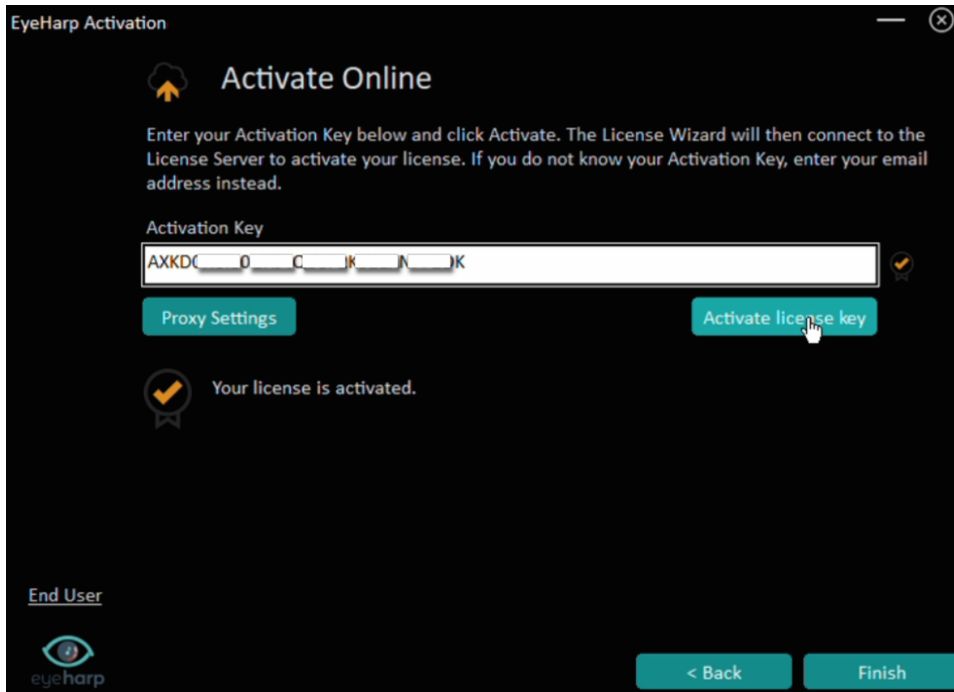 EyeHarp Activation
Activate Online
Enter your Activation Key below and click Activate. The License Wizard will then connect to the
License Server to activate your license. If you do not know your Activation Key, enter your email
address instead.
Activation Key
Proxy Settings
Activate license key
Your license is activated.
End User
eyeharp
< Back
Finish